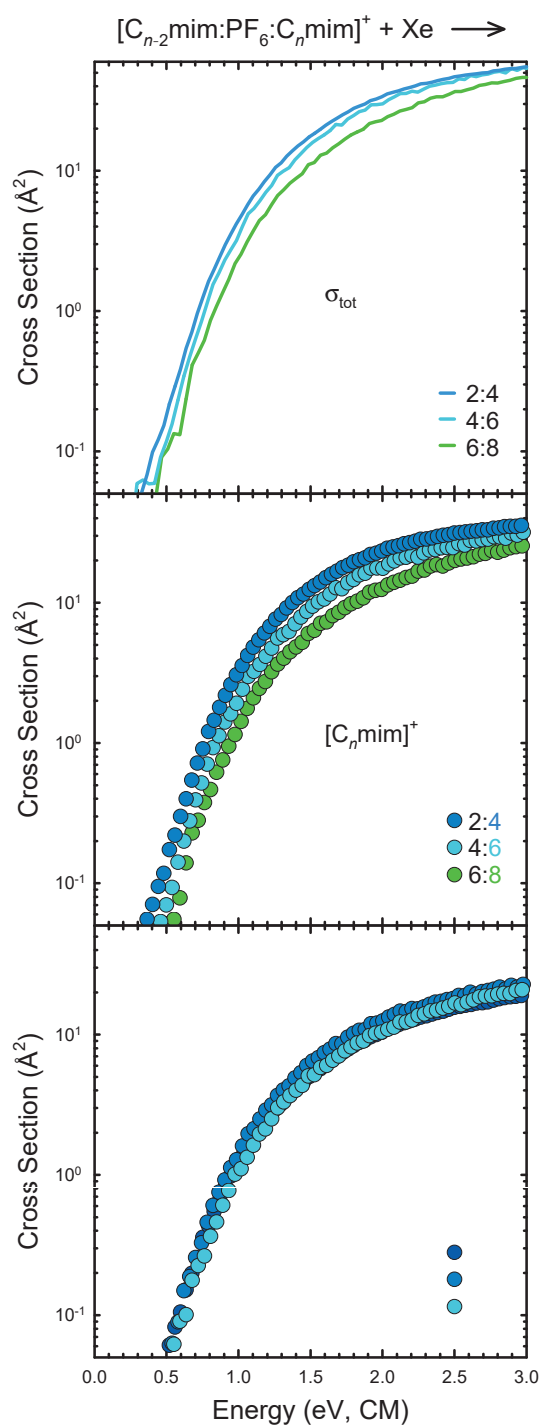 [Cₙ₋₂mim:PF₆:Cₙmim]⁺ + Xe ⟶
Cross Section (Å²)
10¹
10⁰
10⁻¹
σtot
2:4
4:6
6:8
Cross Section (Å²)
10¹
10⁰
10⁻¹
[Cₙmim]⁺
2:4
4:6
6:8
Cross Section (Å²)
10¹
10⁰
10⁻¹
0.0 0.5 1.0 1.5 2.0 2.5 3.0
Energy (eV, CM)